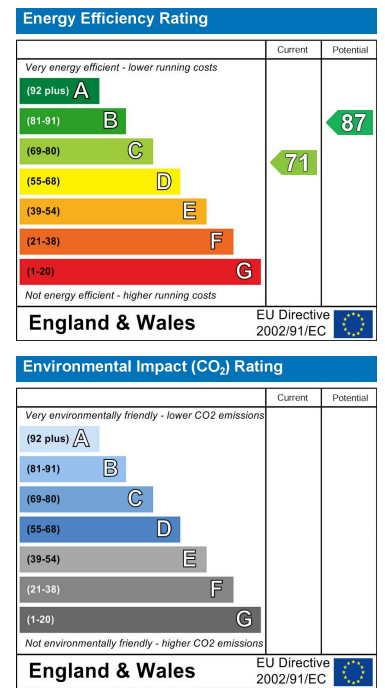 Energy Efficiency Rating
Current Potential
Very energy efficient - lower running costs
(92 plus) A
(81-91) B
87
(69-80) C
71
(55-68) D
(39-54) E
(21-38) F
(1-20) G
Not energy efficient - higher running costs
England & Wales
EU Directive
2002/91/EC
Environmental Impact (CO₂) Rating
Current Potential
Very environmentally friendly - lower CO2 emissions
(92 plus) A
(81-91) B
(69-80) C
(55-68) D
(39-54) E
(21-38) F
(1-20) G
Not environmentally friendly - higher CO2 emissions
England & Wales
EU Directive
2002/91/EC